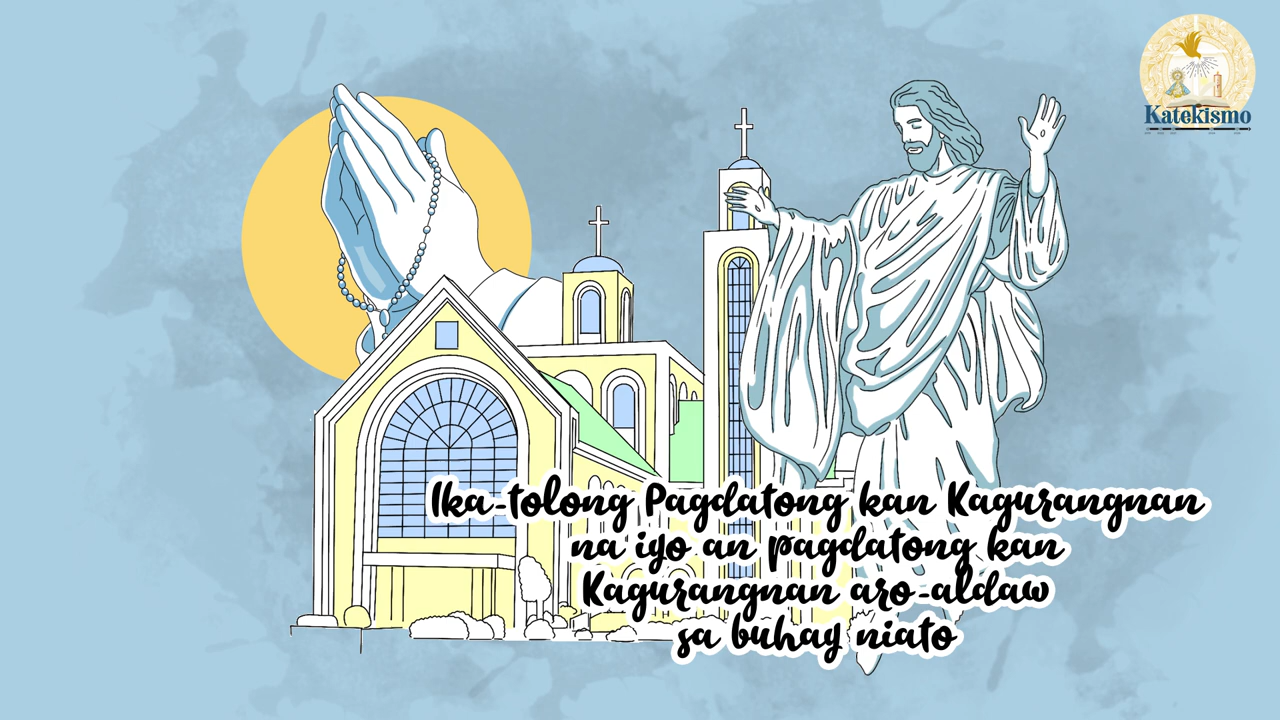 Katekismo
Ika-tolong Pagdatong kan Kagurangnan
na iyo an pagdatong kan
Kagurangnan aro-aldaw
sa buhay niato